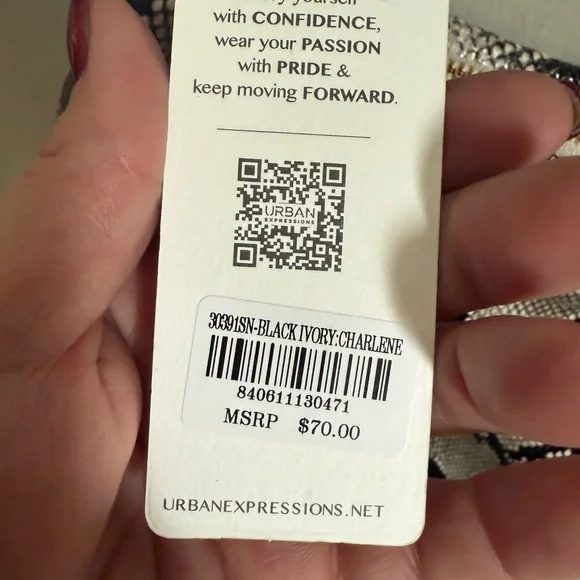 yourself
with CONFIDENCE,
wear your PASSION
with PRIDE &
keep moving FORWARD.
URBAN
EXPRESSIONS
30391SN-BLACK IVORY:CHARLENE
840611130471
MSRP $70.00
URBANEXPRESSIONS.NET